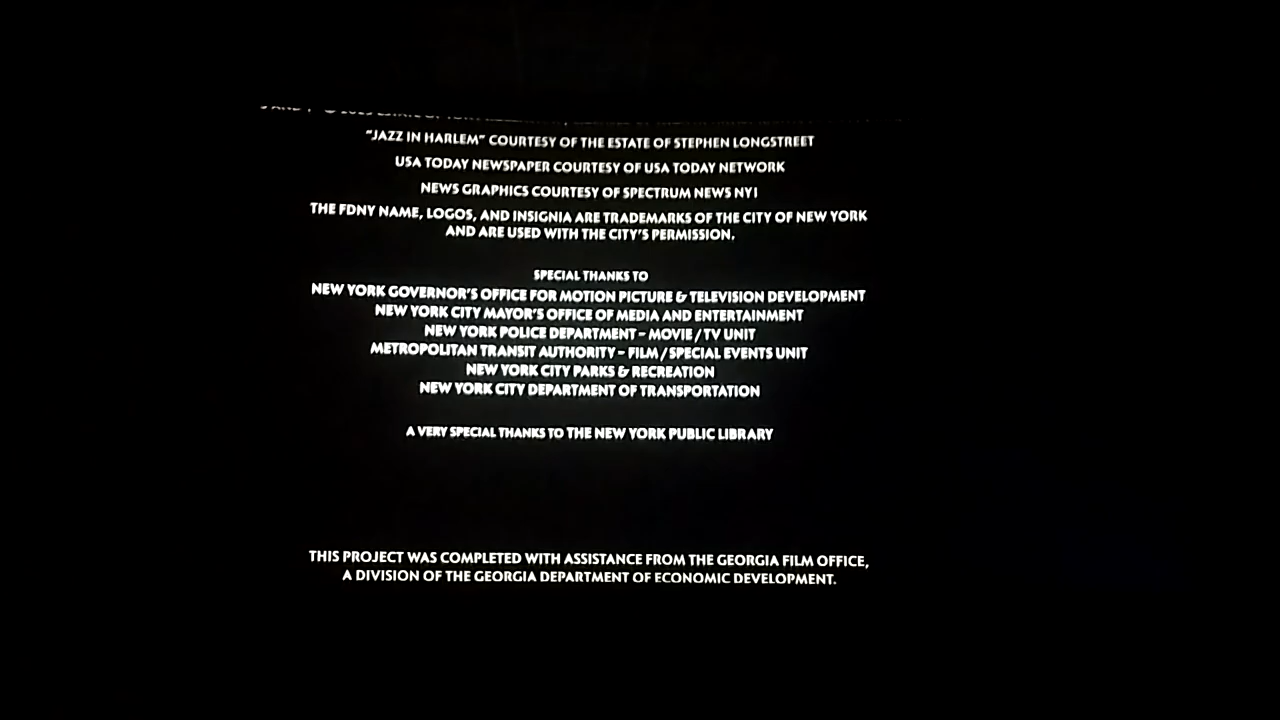 "JAZZ IN HARLEM" COURTESY OF THE ESTATE OF STEPHEN LONGSTREET
USA TODAY NEWSPAPER COURTESY OF USA TODAY NETWORK
NEWS GRAPHICS COURTESY OF SPECTRUM NEWS NY1
THE FDNY NAME, LOGOS, AND INSIGNIA ARE TRADEMARKS OF THE CITY OF NEW YORK
AND ARE USED WITH THE CITY'S PERMISSION.
SPECIAL THANKS TO
NEW YORK GOVERNOR'S OFFICE FOR MOTION PICTURE & TELEVISION DEVELOPMENT
NEW YORK CITY MAYOR'S OFFICE OF MEDIA AND ENTERTAINMENT
NEW YORK POLICE DEPARTMENT – MOVIE / TV UNIT
METROPOLITAN TRANSIT AUTHORITY – FILM / SPECIAL EVENTS UNIT
NEW YORK CITY PARKS & RECREATION
NEW YORK CITY DEPARTMENT OF TRANSPORTATION
A VERY SPECIAL THANKS TO THE NEW YORK PUBLIC LIBRARY
THIS PROJECT WAS COMPLETED WITH ASSISTANCE FROM THE GEORGIA FILM OFFICE,
A DIVISION OF THE GEORGIA DEPARTMENT OF ECONOMIC DEVELOPMENT.